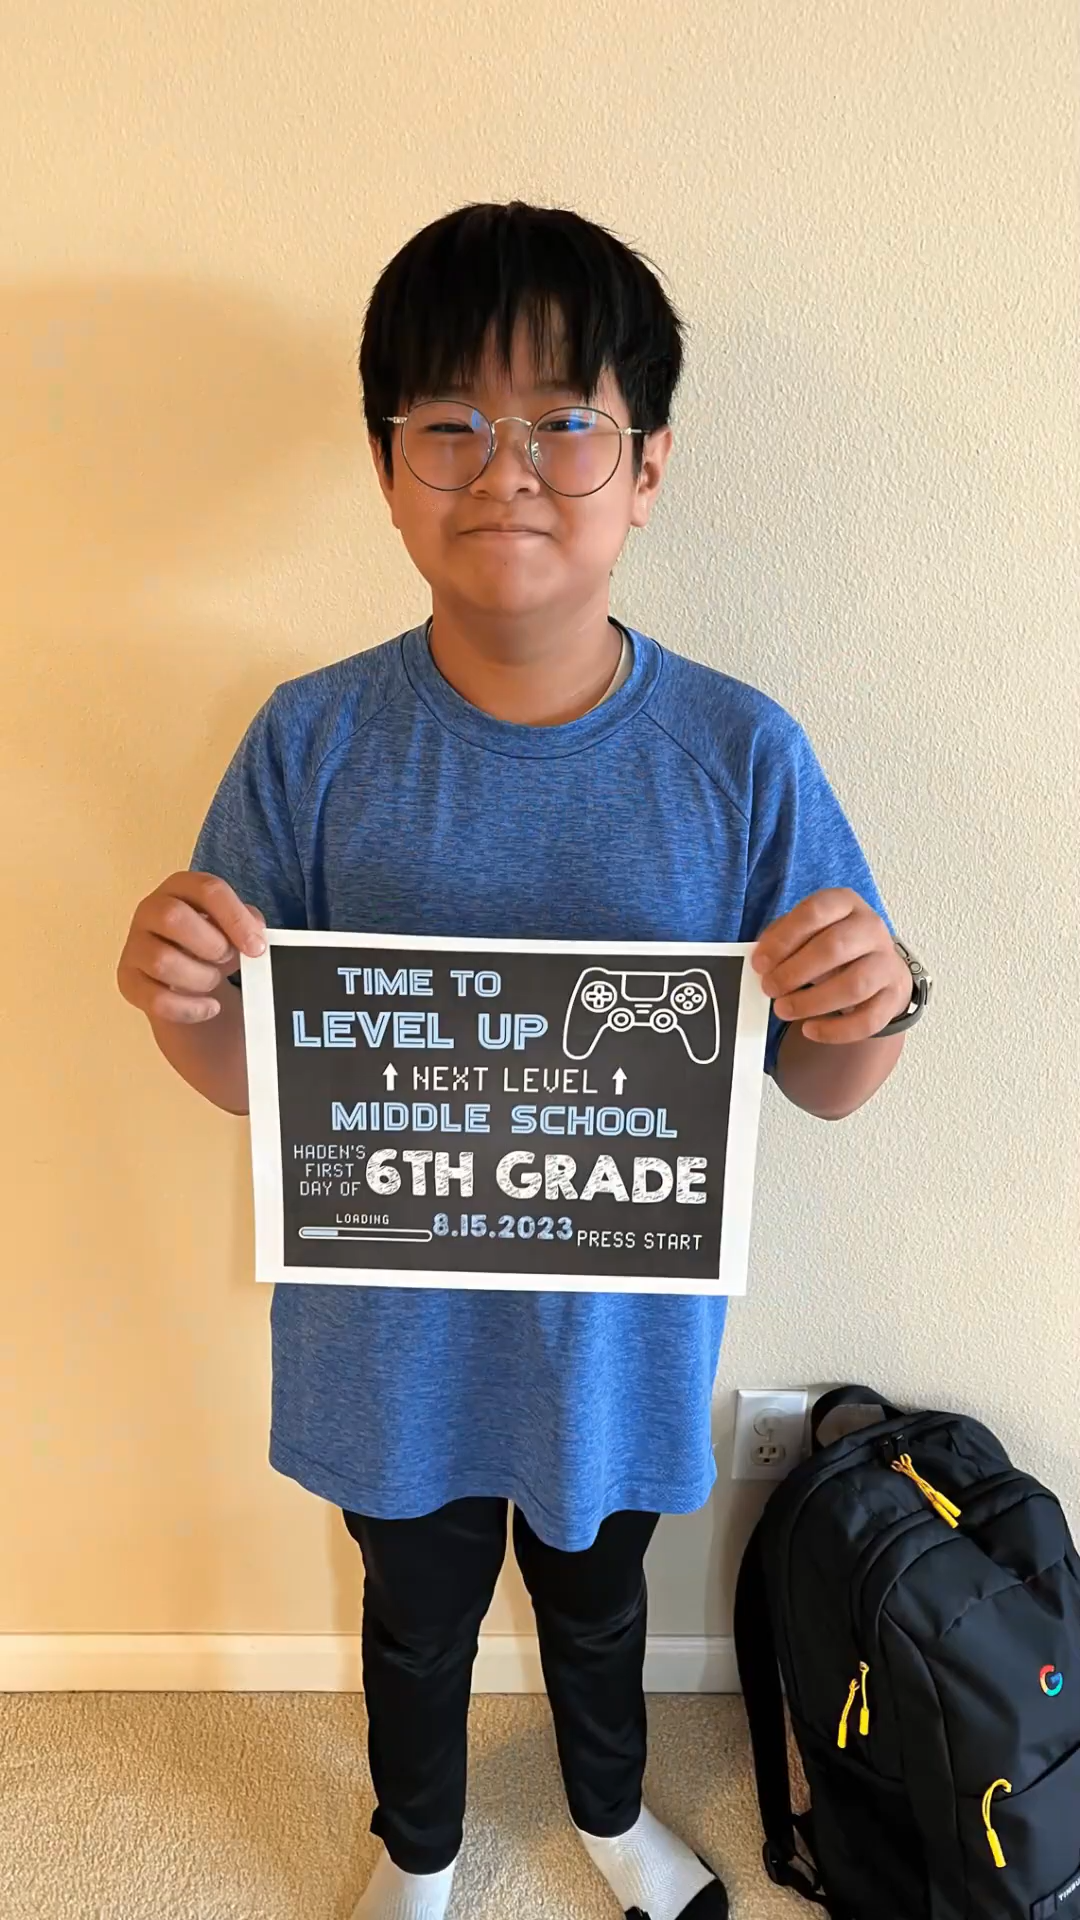 TIME TO
LEVEL UP
NEXT LEVEL
MIDDLE SCHOOL
HADEN'S
FIRST
DAY OF
6TH GRADE
LOADING
8.15.2023
PRESS START
G